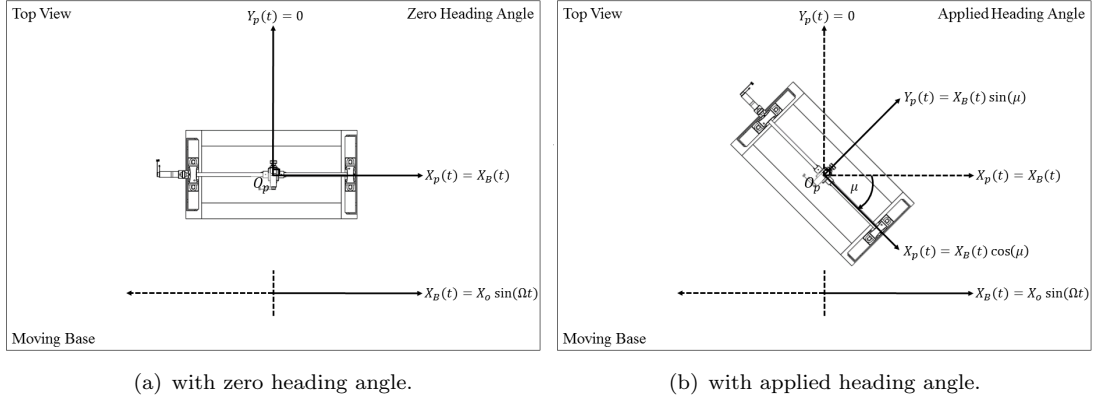 Top View
Y_p(t) = 0
Zero Heading Angle
O_p
X_p(t) = X_B(t)
X_B(t) = X_o sin(Ωt)
Moving Base
(a) with zero heading angle.
Top View
Y_p(t) = 0
Applied Heading Angle
Y_p(t) = X_B(t) sin(μ)
O_p
μ
X_p(t) = X_B(t)
X_p(t) = X_B(t) cos(μ)
X_B(t) = X_o sin(Ωt)
Moving Base
(b) with applied heading angle.